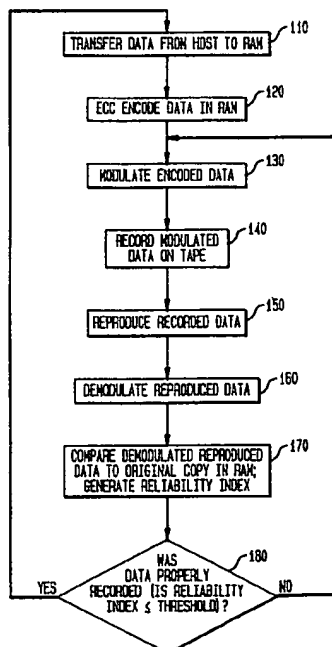 110
TRANSFER DATA FROM HOST TO RAM
120
ECC ENCODE DATA IN RAM
130
MODULATE ENCODED DATA
140
RECORD MODULATED
DATA ON TAPE
150
REPRODUCE RECORDED DATA
160
DEMODULATE REPRODUCED DATA
170
COMPARE DEMODULATED REPRODUCED
DATA TO ORIGINAL COPY IN RAM;
GENERATE RELIABILITY INDEX
180
WAS
DATA PROPERLY
YES RECORDED (IS RELIABILITY NO
INDEX ≤ THRESHOLD)?